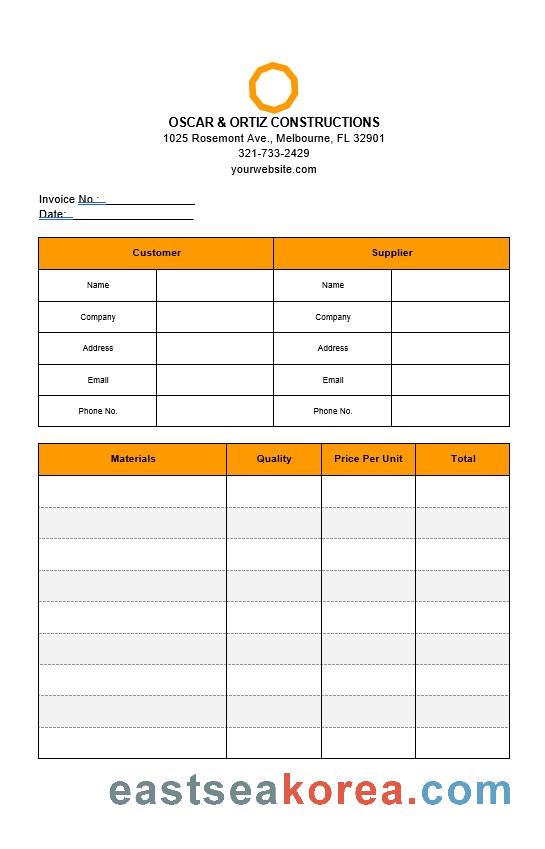 OSCAR & ORTIZ CONSTRUCTIONS
1025 Rosemont Ave., Melbourne, FL 32901
321-733-2429
yourwebsite.com
Invoice No.: _______________
Date: ____________________
Customer Supplier
Name Name
Company Company
Address Address
Email Email
Phone No. Phone No.
Materials Quality Price Per Unit Total
eastseakorea.com